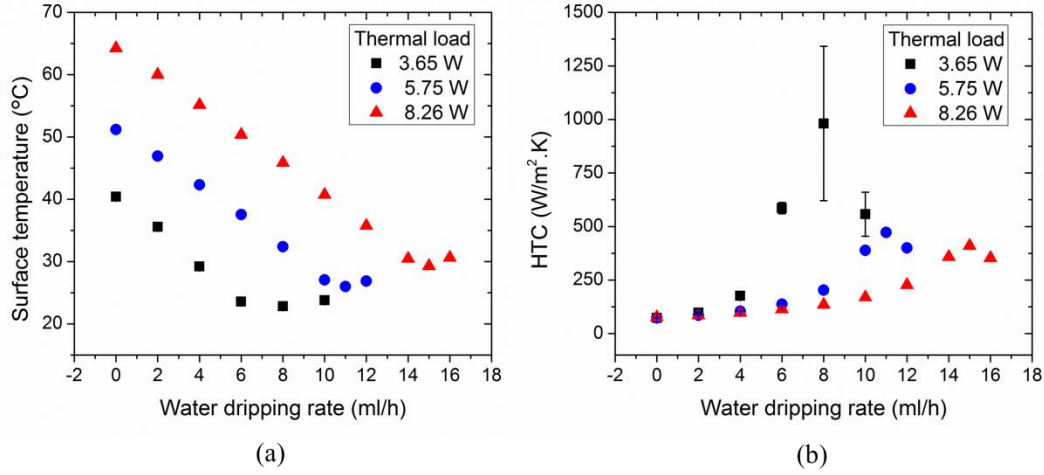 70
60
50
40
30
20
-2 0 2 4 6 8 10 12 14 16 18
Surface temperature (°C)
Water dripping rate (ml/h)
Thermal load
3.65 W
5.75 W
8.26 W
(a)
1500
1250
1000
750
500
250
0
-2 0 2 4 6 8 10 12 14 16 18
HTC (W/m².K)
Water dripping rate (ml/h)
Thermal load
3.65 W
5.75 W
8.26 W
(b)